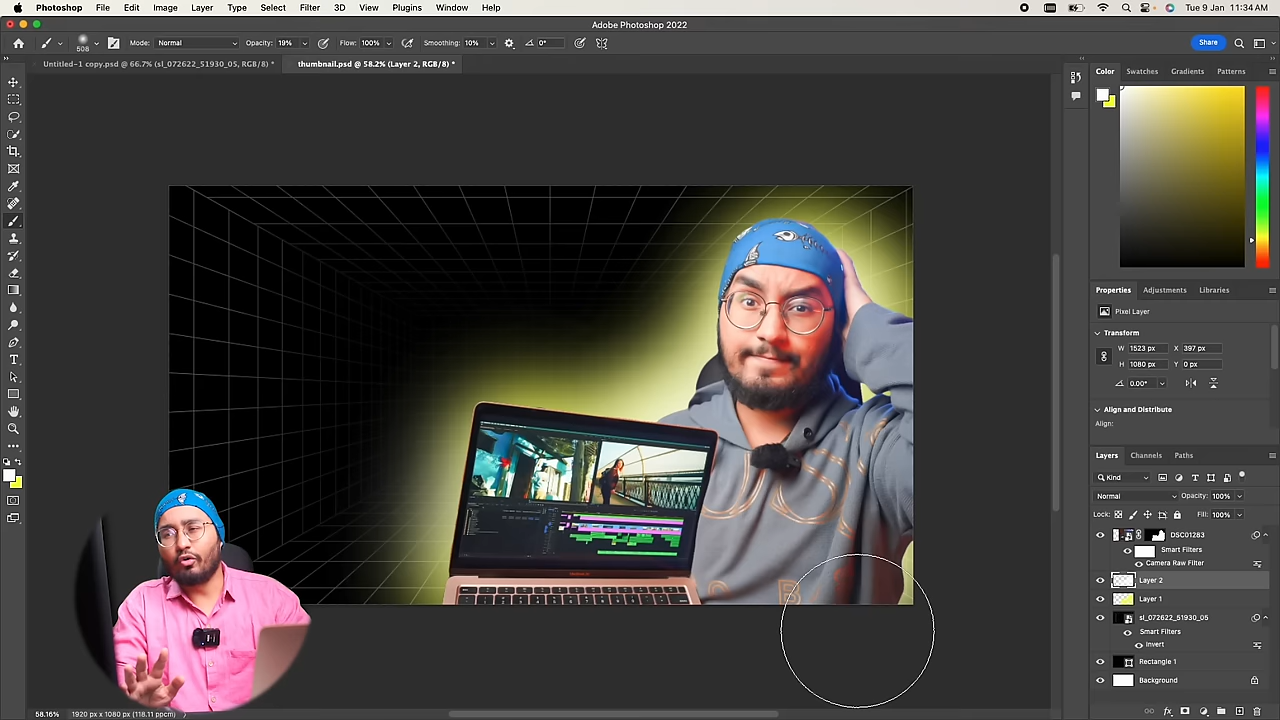 Photoshop File Edit Image Layer Type Select Filter 3D View Plugins Window Help Tue 9 Jan 11:34 AM
Adobe Photoshop 2022
508 Mode: Normal Opacity: 19% Flow: 100% Smoothing: 10% 0° Share
Untitled-1 copy.psd @ 66.7% (sl_072622_51930_05, RGB/8) * thumbnail.psd @ 58.2% (Layer 2, RGB/8) *
Color Swatches Gradients Patterns
Properties Adjustments Libraries
Pixel Layer
Transform
W 1523 px X 397 px
H 1080 px Y 0 px
0.00°
Align and Distribute
Align:
Layers Channels Paths
Kind
Normal Opacity: 100%
Lock: Fill: 100%
DSC01283
Smart Filters
Camera Raw Filter
Layer 2
Layer 1
sl_072622_51930_05
Smart Filters
Invert
Rectangle 1
Background
58.16% 1920 px x 1080 px (118.11 ppcm)